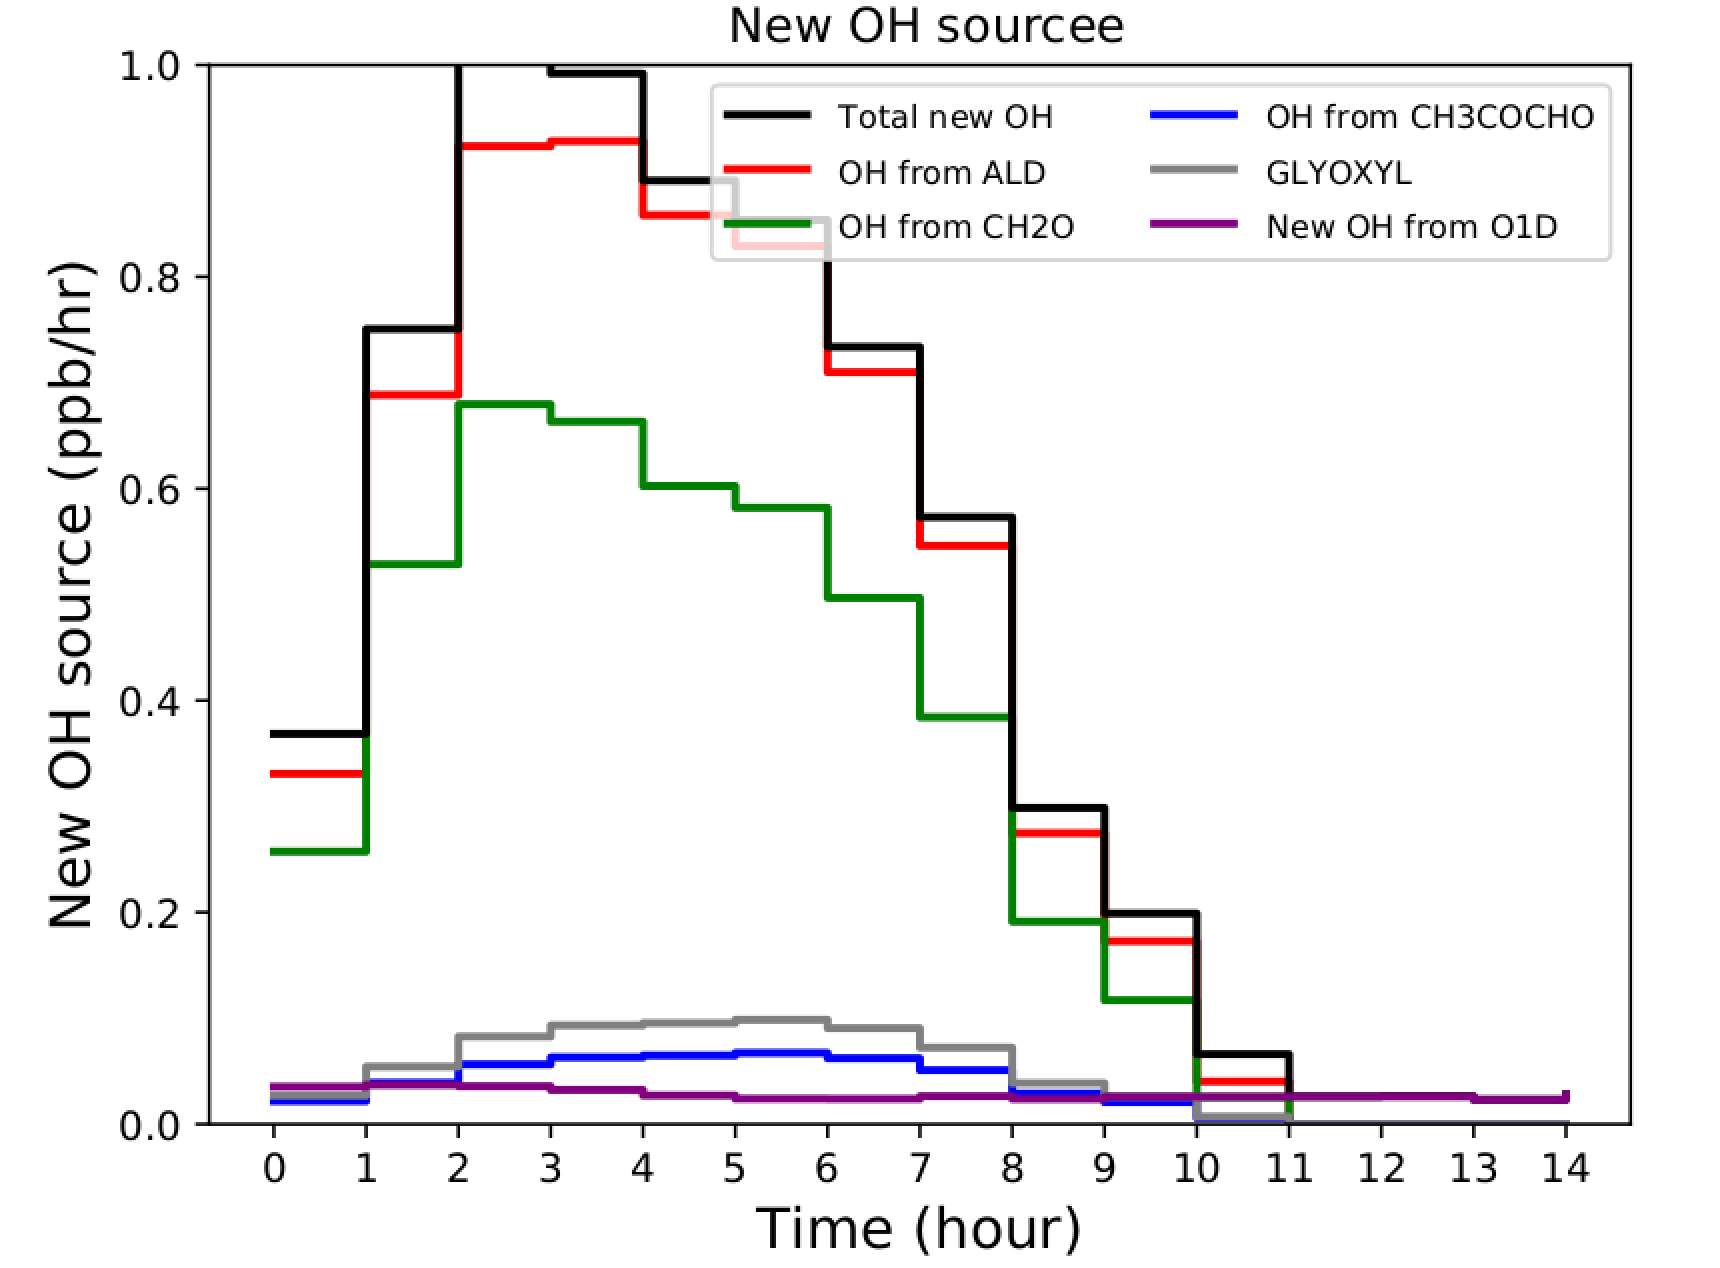 New OH sourcee
New OH source (ppb/hr)
1.0
0.8
0.6
0.4
0.2
0.0
Total new OH
OH from ALD
OH from CH2O
OH from CH3COCHO
GLYOXYL
New OH from O1D
0 1 2 3 4 5 6 7 8 9 10 11 12 13 14
Time (hour)